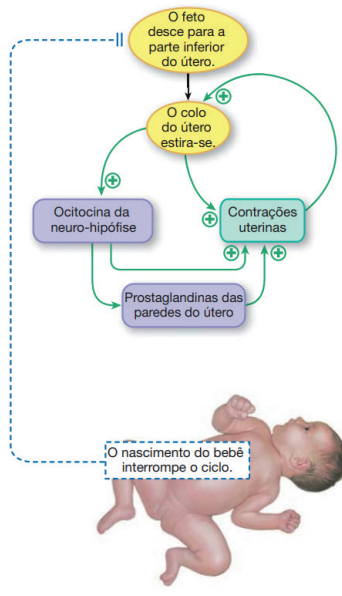 O feto
desce para a
parte inferior
do útero.
O colo
do útero
estira-se.
Ocitocina da
neuro-hipófise
Contrações
uterinas
Prostaglandinas das
paredes do útero
O nascimento do bebê
interrompe o ciclo.